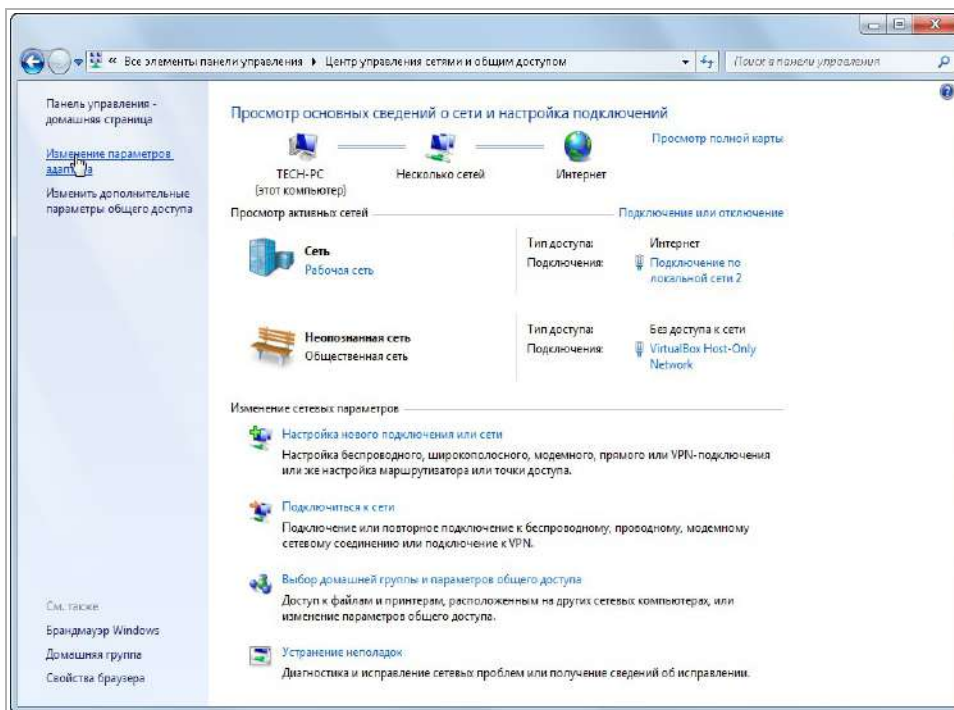 « Все элементы панели управления ▸ Центр управления сетями и общим доступом
Поиск в панели управления
Панель управления -
домашняя страница
Изменение параметров
адаптера
Изменить дополнительные
параметры общего доступа
Просмотр основных сведений о сети и настройка подключений
Просмотр полной карты
TECH-PC
(этот компьютер)
Несколько сетей
Интернет
Просмотр активных сетей
Подключение или отключение
Сеть
Рабочая сеть
Тип доступа: Интернет
Подключения: Подключение по
локальной сети 2
Неопознанная сеть
Общественная сеть
Тип доступа: Без доступа к сети
Подключения: VirtualBox Host-Only
Network
Изменение сетевых параметров
Настройка нового подключения или сети
Настройка беспроводного, широкополосного, модемного, прямого или VPN-подключения
или же настройка маршрутизатора или точки доступа.
Подключиться к сети
Подключение или повторное подключение к беспроводному, проводному, модемному
сетевому соединению или подключение к VPN.
Выбор домашней группы и параметров общего доступа
Доступ к файлам и принтерам, расположенным на других сетевых компьютерах, или
изменение параметров общего доступа.
Устранение неполадок
Диагностика и исправление сетевых проблем или получение сведений об исправлении.
См. также
Брандмауэр Windows
Домашняя группа
Свойства браузера